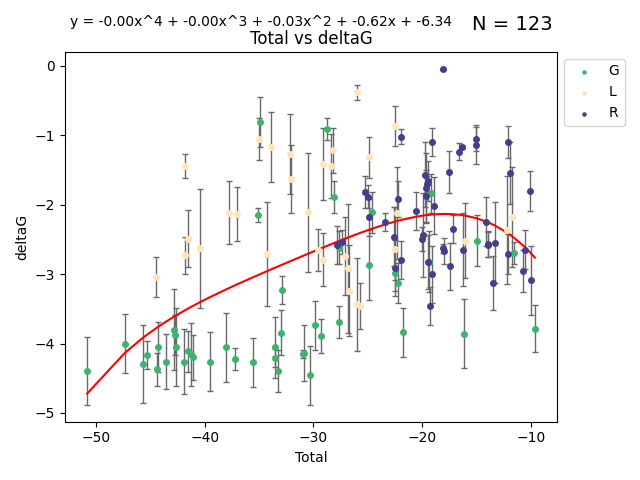 y = -0.00x^4 + -0.00x^3 + -0.03x^2 + -0.62x + -6.34
N = 123
Total vs deltaG
G
L
R
deltaG
0
−1
−2
−3
−4
−5
−50
−40
−30
−20
−10
Total